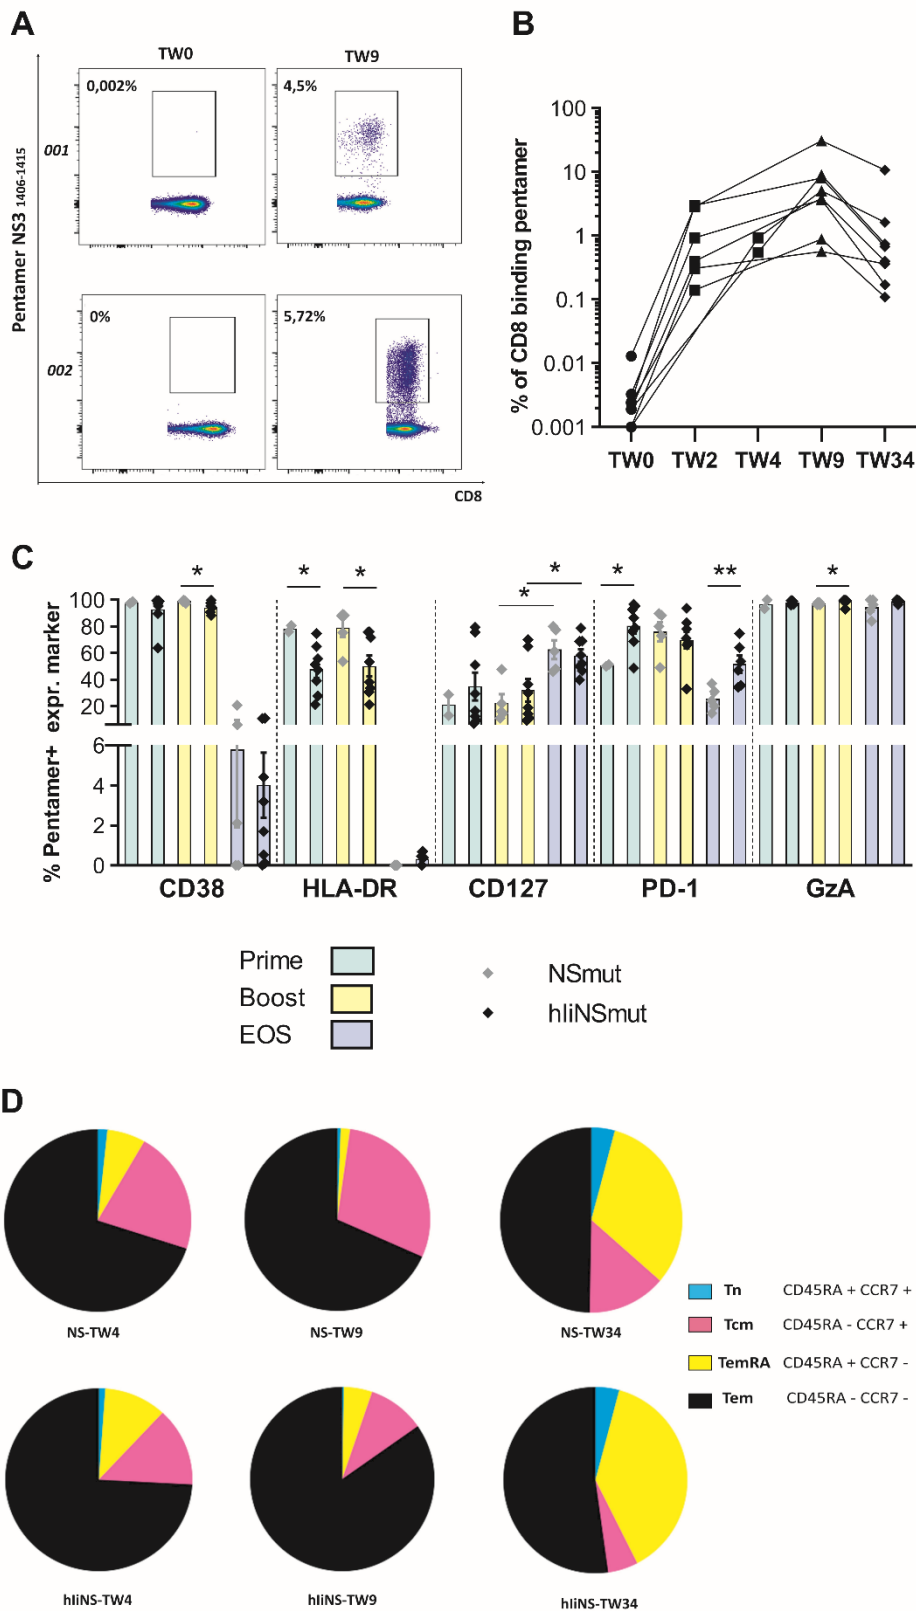 A
TW0
TW9
0,002%
4,5%
001
Pentamer NS3 1406-1415
0%
5,72%
002
CD8
B
% of CD8 binding pentamer
100
10
1
0.1
0.01
0.001
TW0 TW2 TW4 TW9 TW34
C
% Pentamer+ expr. marker
* * * * * * ** *
100
80
60
40
20
6
4
2
0
CD38 HLA-DR CD127 PD-1 GzA
Prime
Boost
EOS
NSmut
hIiNSmut
D
NS-TW4
NS-TW9
NS-TW34
Tn CD45RA + CCR7 +
Tcm CD45RA - CCR7 +
TemRA CD45RA + CCR7 -
Tem CD45RA - CCR7 -
hIiNS-TW4
hIiNS-TW9
hIiNS-TW34